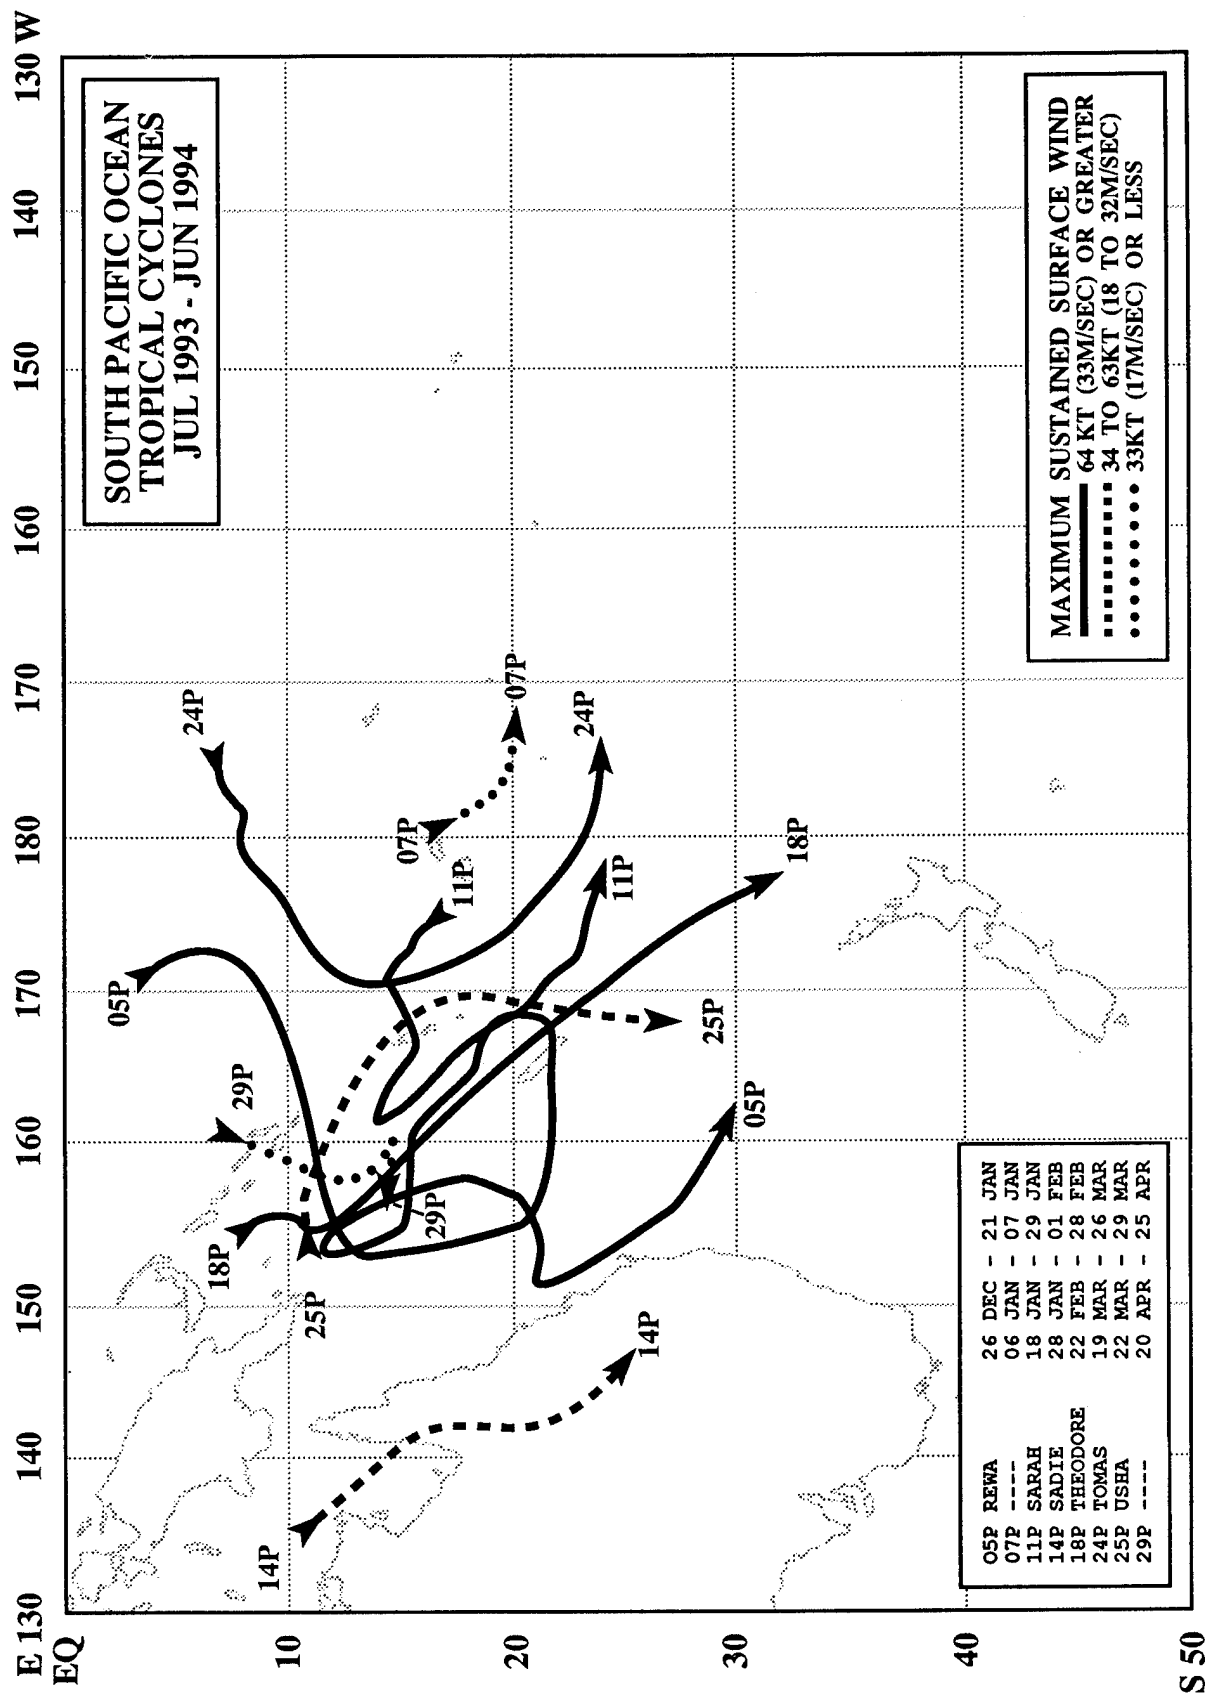 SOUTH PACIFIC OCEAN
TROPICAL CYCLONES
JUL 1993 - JUN 1994
E 130
140
150
160
170
180
170
160
150
140
130 W
EQ
10
20
30
40
S 50
14P
14P
18P
25P
29P
29P
05P
05P
25P
18P
11P
11P
07P
07P
24P
24P
05P REWA 26 DEC - 21 JAN
07P ---- 06 JAN - 07 JAN
11P SARAH 18 JAN - 29 JAN
14P SADIE 28 JAN - 01 FEB
18P THEODORE 22 FEB - 28 FEB
24P TOMAS 19 MAR - 26 MAR
25P USHA 22 MAR - 29 MAR
29P ---- 20 APR - 25 APR
MAXIMUM SUSTAINED SURFACE WIND
64 KT (33M/SEC) OR GREATER
34 TO 63KT (18 TO 32M/SEC)
33KT (17M/SEC) OR LESS